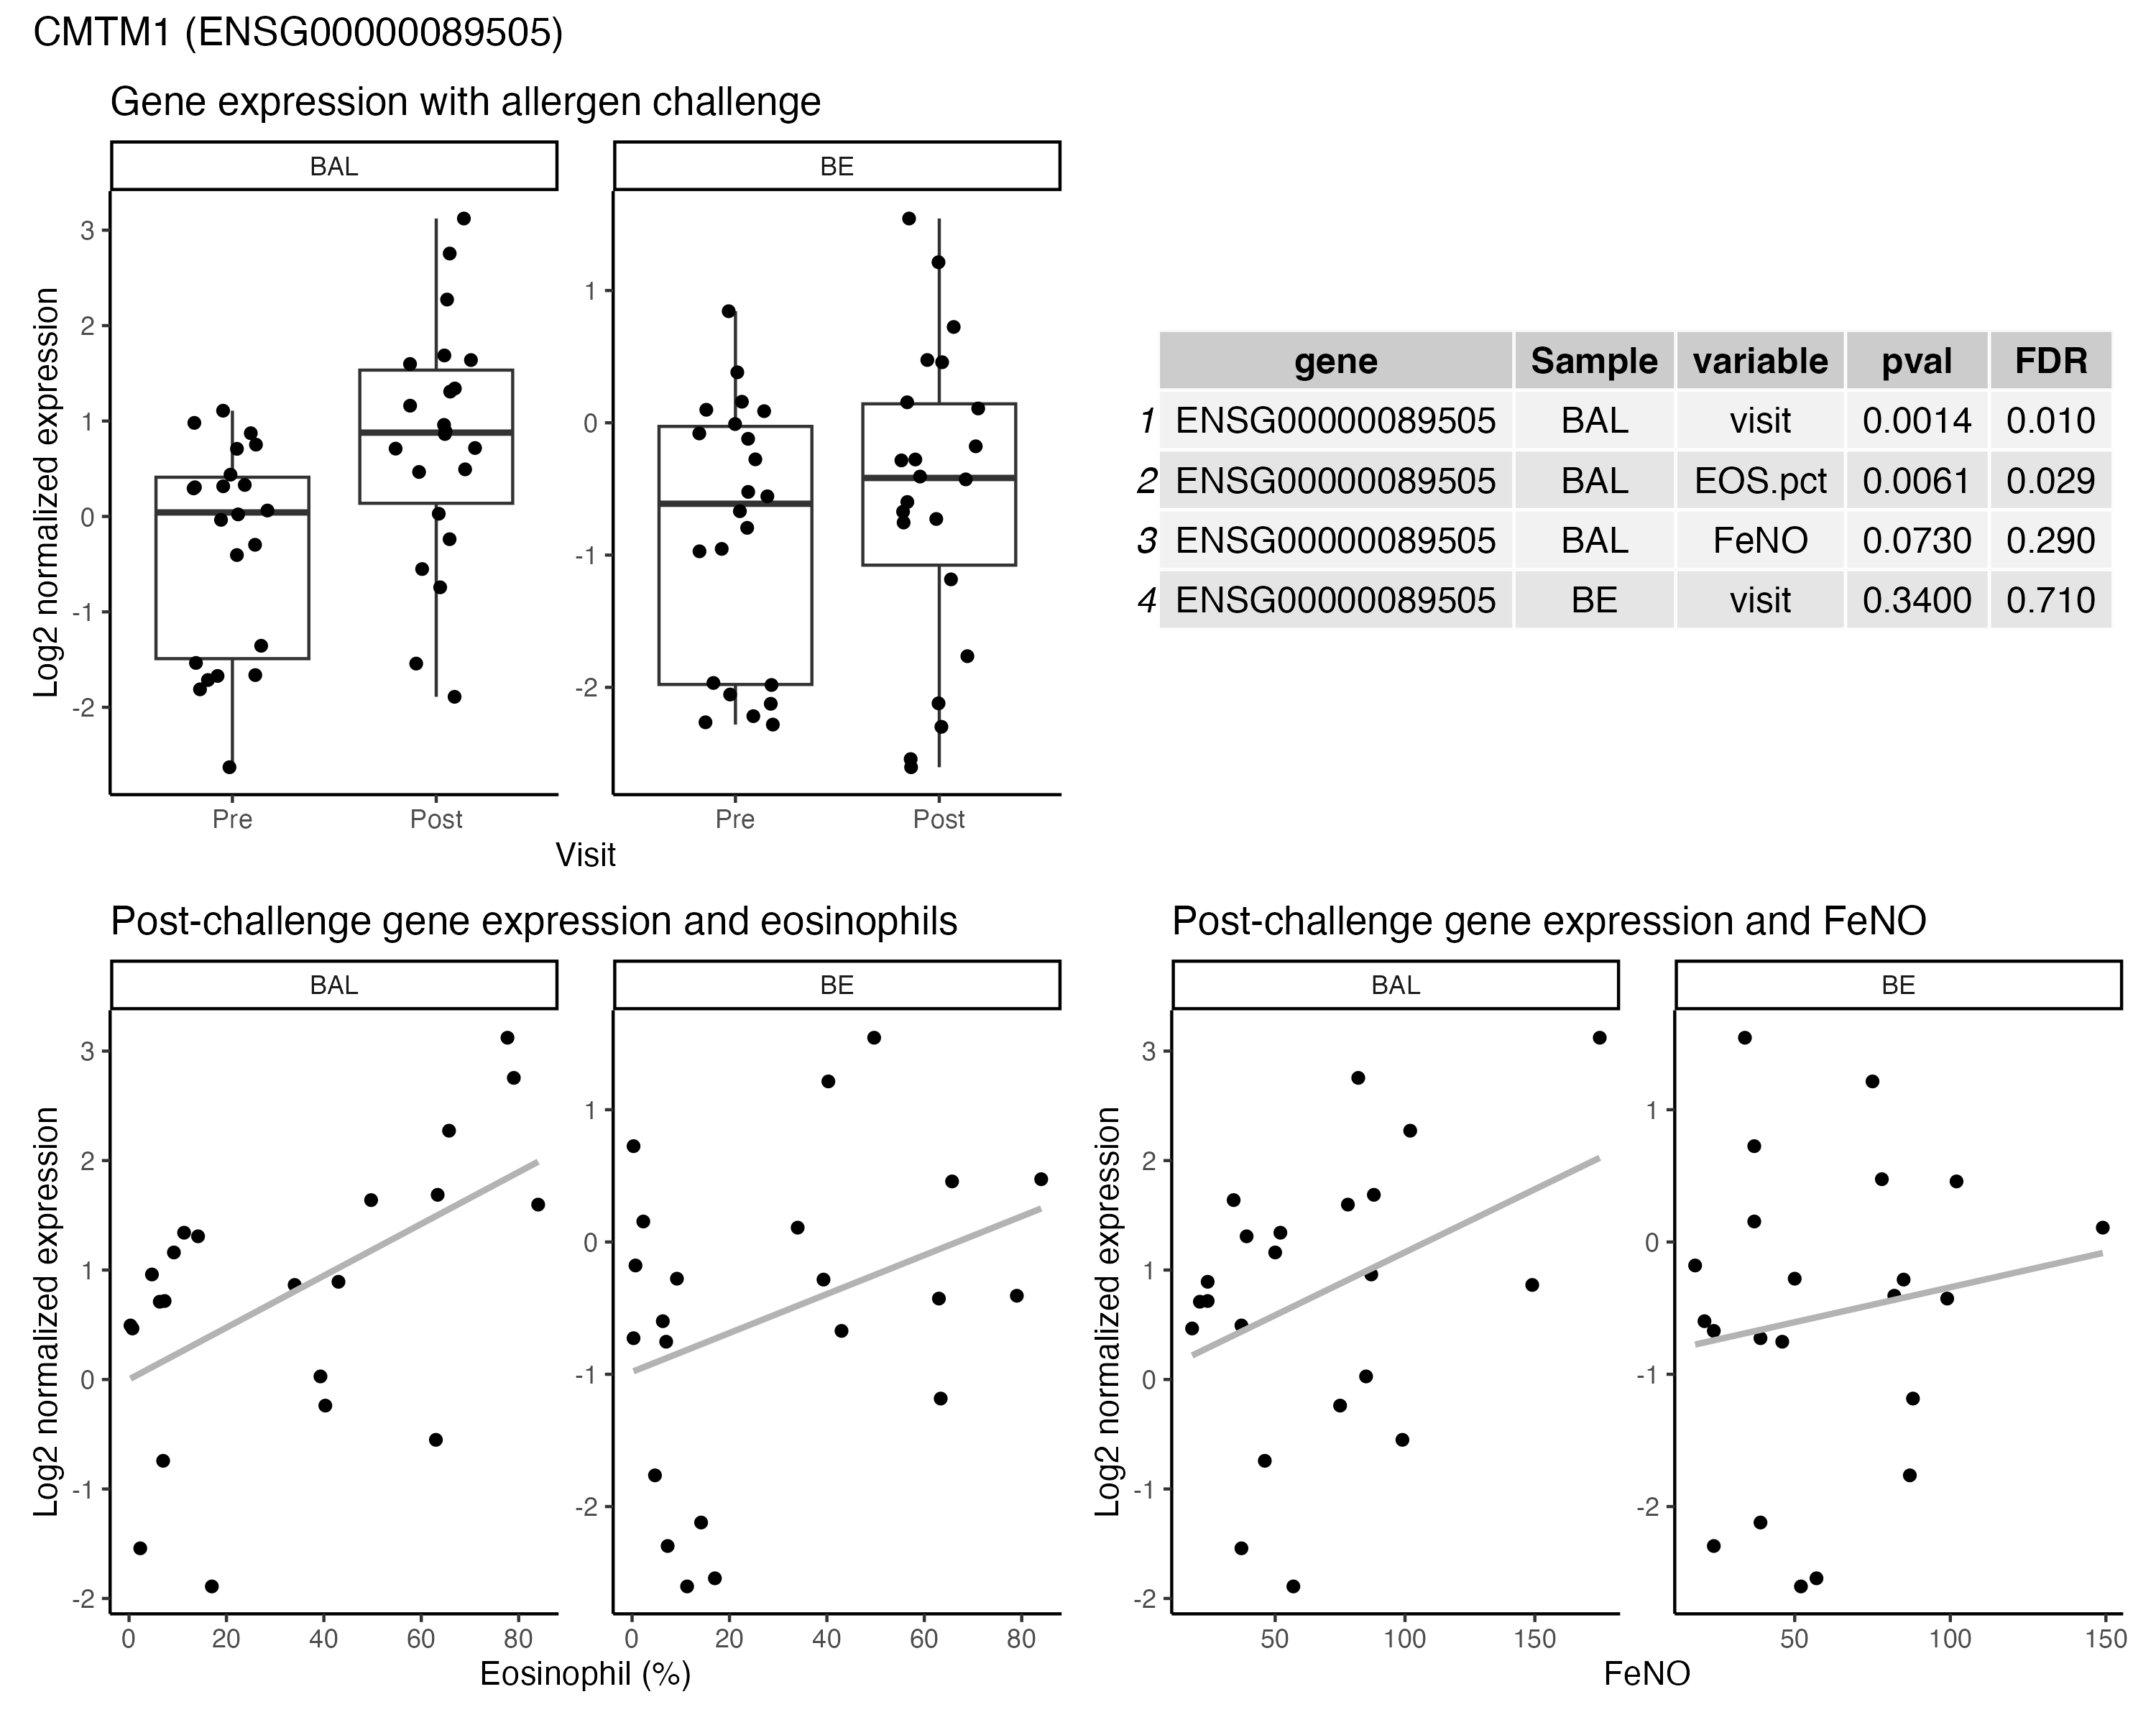 CMTM1 (ENSG00000089505)
Gene expression with allergen challenge
BAL
BE
Log2 normalized expression
3
2
1
0
-1
-2
1
0
-1
-2
Pre
Post
Pre
Post
Visit
gene Sample variable pval FDR
1 ENSG00000089505 BAL visit 0.0014 0.010
2 ENSG00000089505 BAL EOS.pct 0.0061 0.029
3 ENSG00000089505 BAL FeNO 0.0730 0.290
4 ENSG00000089505 BE visit 0.3400 0.710
Post-challenge gene expression and eosinophils
BAL
BE
Log2 normalized expression
3
2
1
0
-1
-2
1
0
-1
-2
0 20 40 60 80
0 20 40 60 80
Eosinophil (%)
Post-challenge gene expression and FeNO
BAL
BE
Log2 normalized expression
3
2
1
0
-1
-2
1
0
-1
-2
50 100 150
50 100 150
FeNO